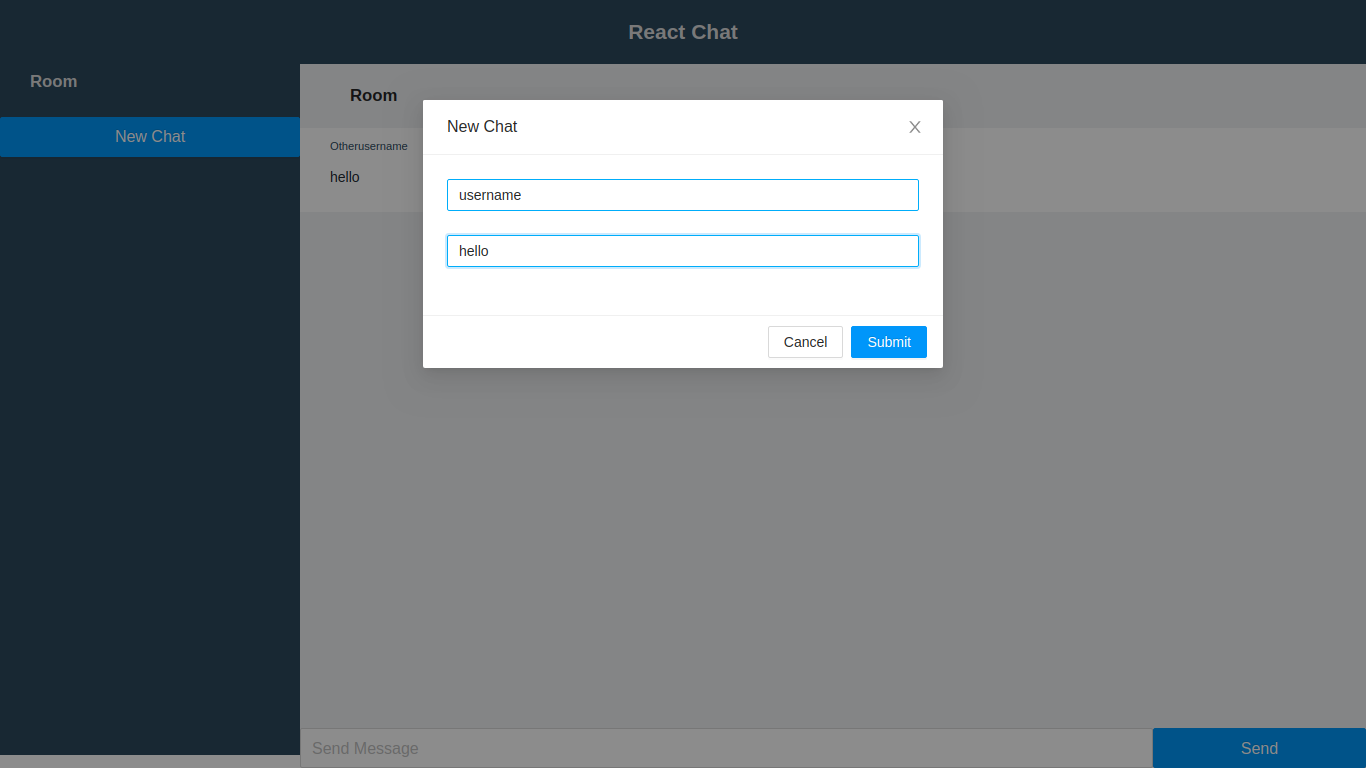 React Chat
Room
New Chat
Room
Otherusername
hello
New Chat
username
hello
Cancel
Submit
Send Message
Send